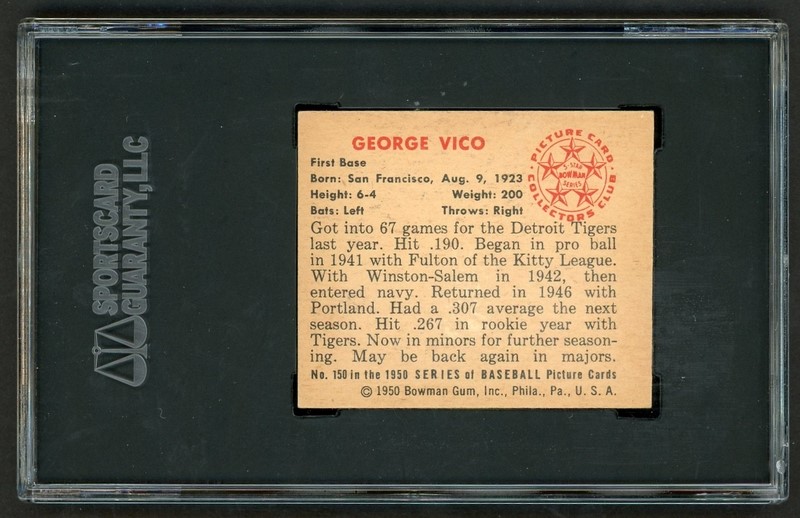 SPORTSCARD
GUARANTY, LLC
GEORGE VICO
First Base
Born: San Francisco, Aug. 9, 1923
Height: 6-4 Weight: 200
Bats: Left Throws: Right
PICTURE CARD
COLLECTORS CLUB
5-STAR
BOWMAN
SERIES
Got into 67 games for the Detroit Tigers
last year. Hit .190. Began in pro ball
in 1941 with Fulton of the Kitty League.
With Winston-Salem in 1942, then
entered navy. Returned in 1946 with
Portland. Had a .307 average the next
season. Hit .267 in rookie year with
Tigers. Now in minors for further season-
ing. May be back again in majors.
No. 150 in the 1950 SERIES of BASEBALL Picture Cards
© 1950 Bowman Gum, Inc., Phila., Pa., U. S. A.